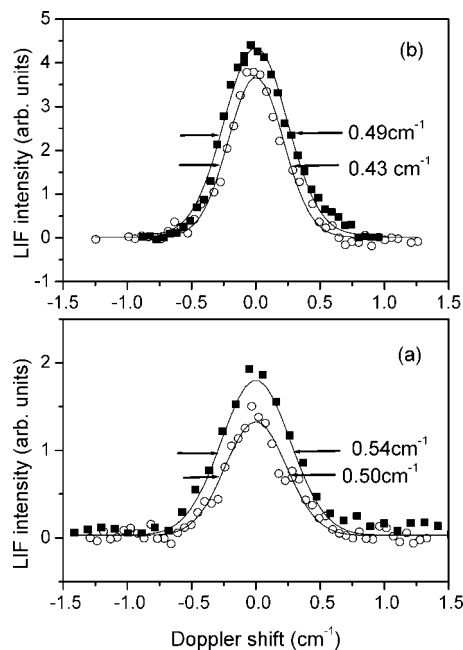 (b)
LIF intensity (arb. units)
5
4
3
2
1
0
-1
0.49cm⁻¹
0.43 cm⁻¹
-1.5 -1.0 -0.5 0.0 0.5 1.0 1.5
(a)
LIF intensity (arb. units)
2
1
0
0.54cm⁻¹
0.50cm⁻¹
-1.5 -1.0 -0.5 0.0 0.5 1.0 1.5
Doppler shift (cm⁻¹)